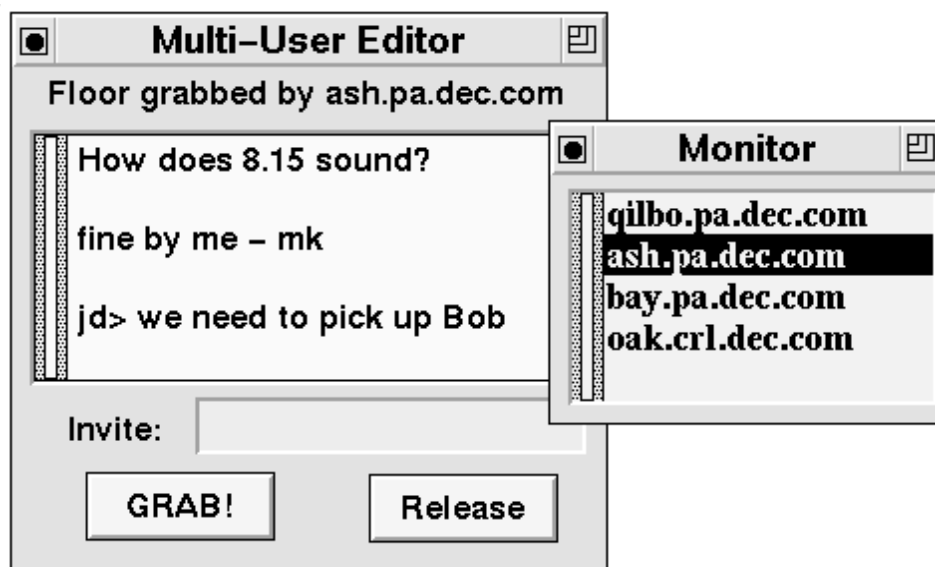 Multi–User Editor
Floor grabbed by ash.pa.dec.com
How does 8.15 sound?
fine by me – mk
jd> we need to pick up Bob
Invite:
GRAB!
Release
Monitor
qilbo.pa.dec.com
ash.pa.dec.com
bay.pa.dec.com
oak.crl.dec.com